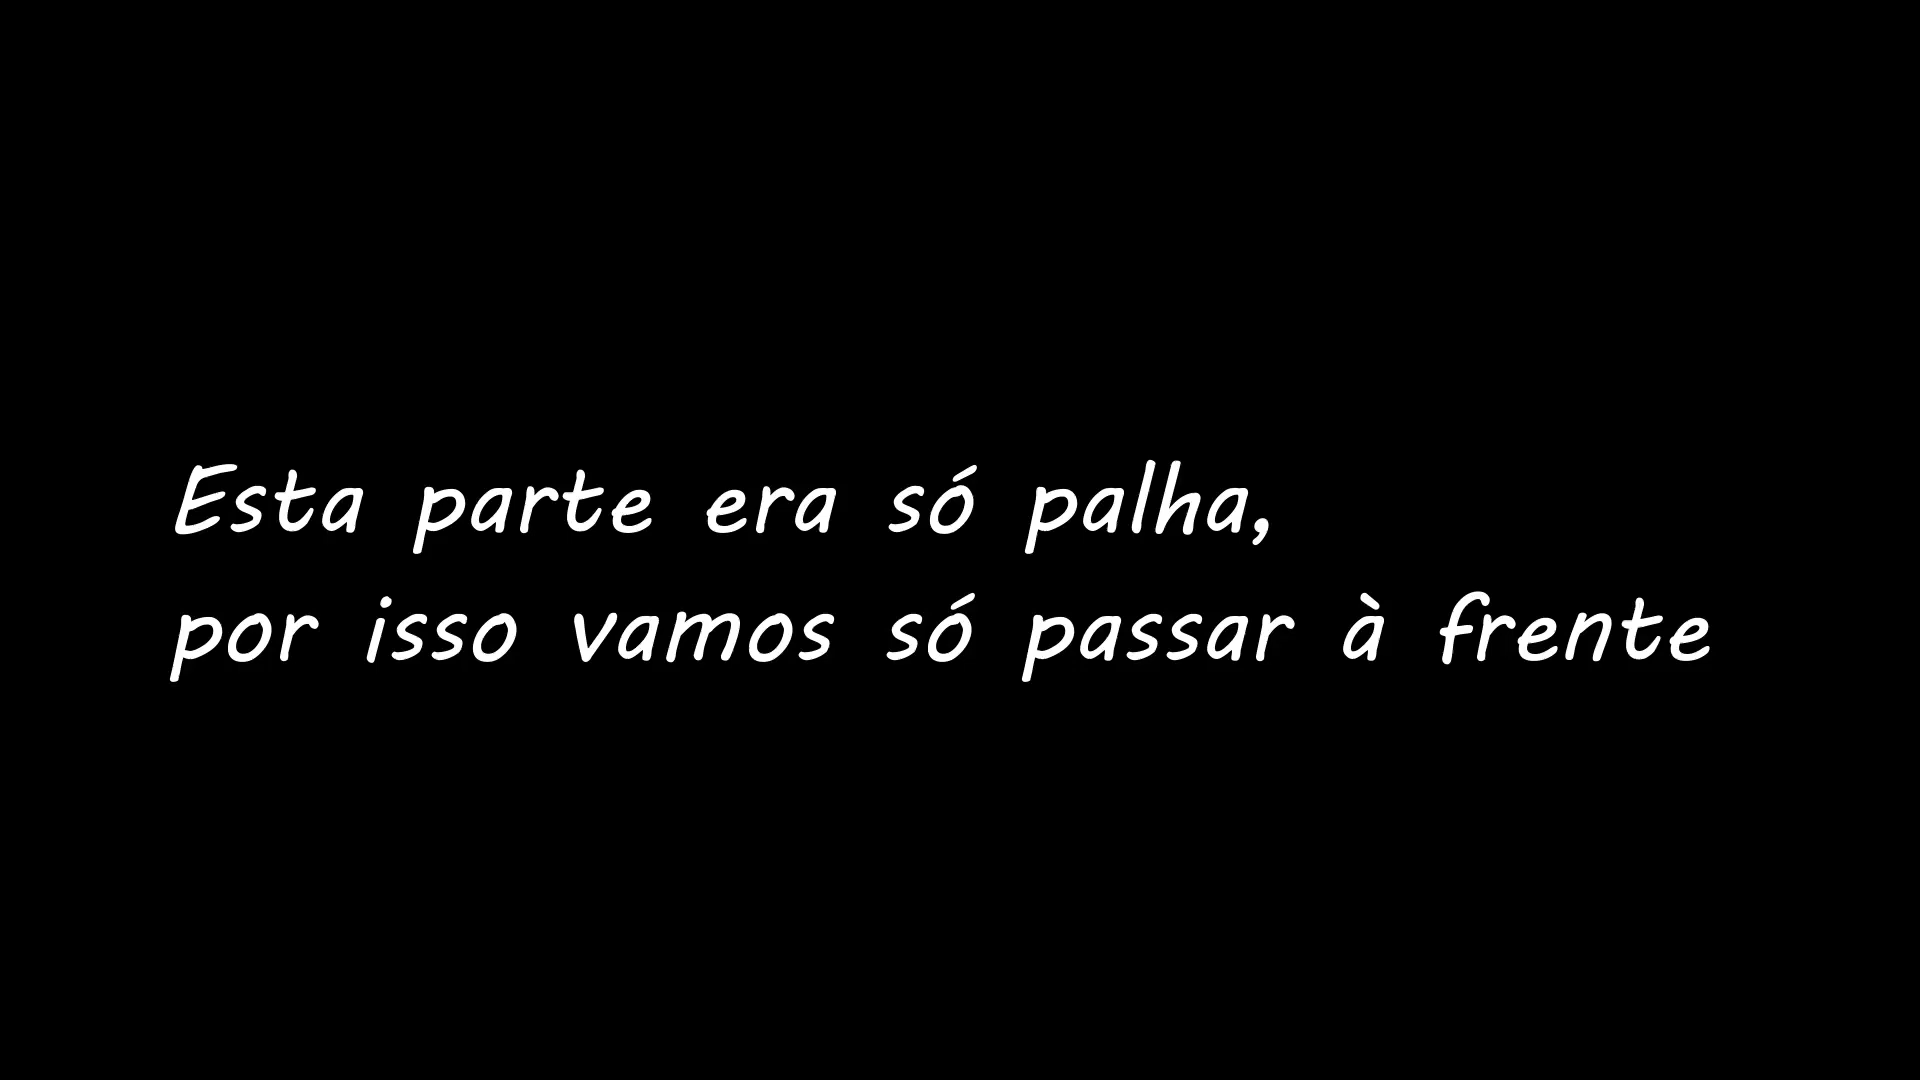 Esta parte era só palha,
por isso vamos só passar à frente